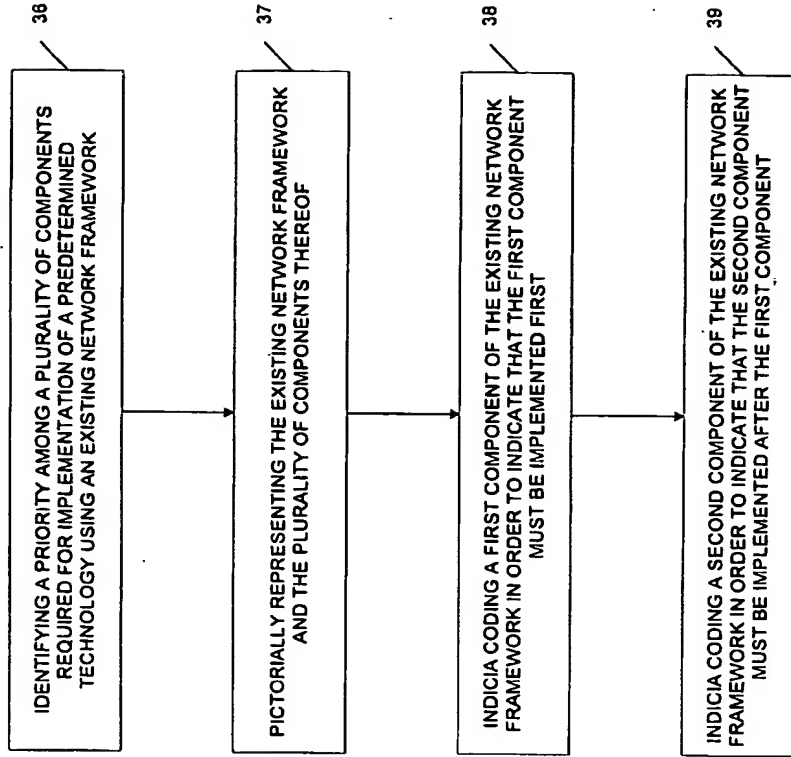 36
IDENTIFYING A PRIORITY AMONG A PLURALITY OF COMPONENTS
REQUIRED FOR IMPLEMENTATION OF A PREDETERMINED
TECHNOLOGY USING AN EXISTING NETWORK FRAMEWORK
37
PICTORIALLY REPRESENTING THE EXISTING NETWORK FRAMEWORK
AND THE PLURALITY OF COMPONENTS THEREOF
38
INDICIA CODING A FIRST COMPONENT OF THE EXISTING NETWORK
FRAMEWORK IN ORDER TO INDICATE THAT THE FIRST COMPONENT
MUST BE IMPLEMENTED FIRST
39
INDICIA CODING A SECOND COMPONENT OF THE EXISTING NETWORK
FRAMEWORK IN ORDER TO INDICATE THAT THE SECOND COMPONENT
MUST BE IMPLEMENTED AFTER THE FIRST COMPONENT